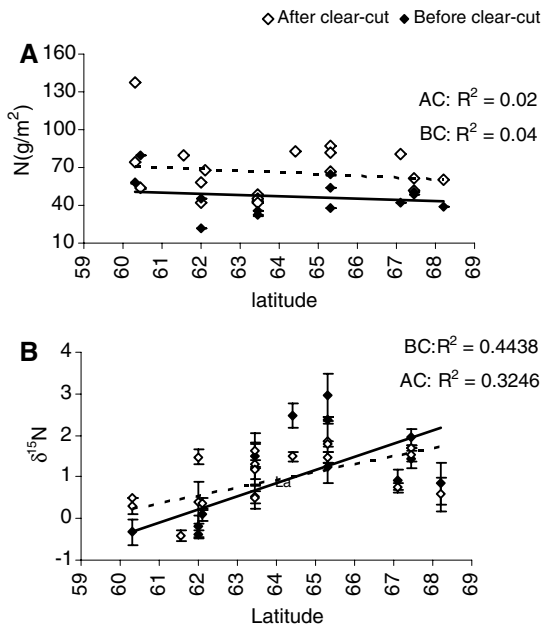 After clear-cut Before clear-cut
A
160
130
100
70
40
10
N(g/m²)
AC: R² = 0.02
BC: R² = 0.04
59 60 61 62 63 64 65 66 67 68 69
latitude
B
4
3
2
1
0
-1
δ¹⁵N
BC:R² = 0.4438
AC: R² = 0.3246
La
59 60 61 62 63 64 65 66 67 68 69
Latitude